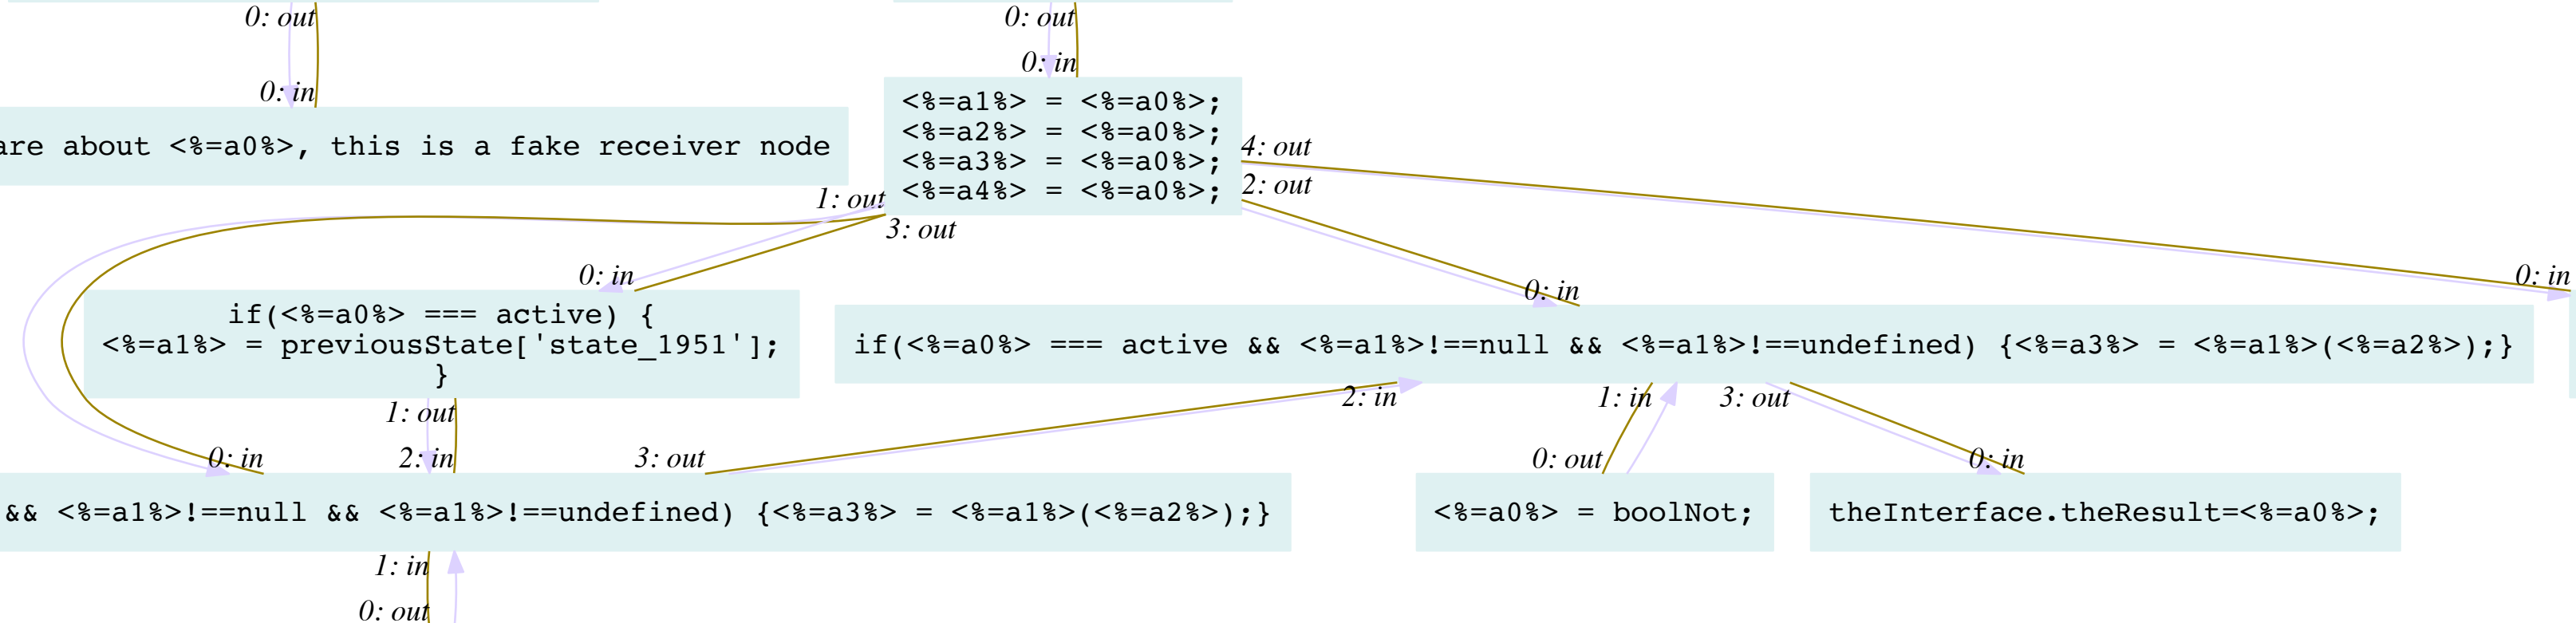 0: out
0: out
0: in
0: in
are about <%=a0%>, this is a fake receiver node
<%=a1%> = <%=a0%>;
<%=a2%> = <%=a0%>;
<%=a3%> = <%=a0%>;
<%=a4%> = <%=a0%>;
4: out
2: out
1: out
3: out
0: in
0: in
0: in
if(<%=a0%> === active) {
<%=a1%> = previousState['state_1951'];
}
if(<%=a0%> === active && <%=a1%>!==null && <%=a1%>!==undefined) {<%=a3%> = <%=a1%>(<%=a2%>);}
1: out
2: in
1: in
3: out
0: in
2: in
3: out
0: out
0: in
&& <%=a1%>!==null && <%=a1%>!==undefined) {<%=a3%> = <%=a1%>(<%=a2%>);}
<%=a0%> = boolNot;
theInterface.theResult=<%=a0%>;
1: in
0: out